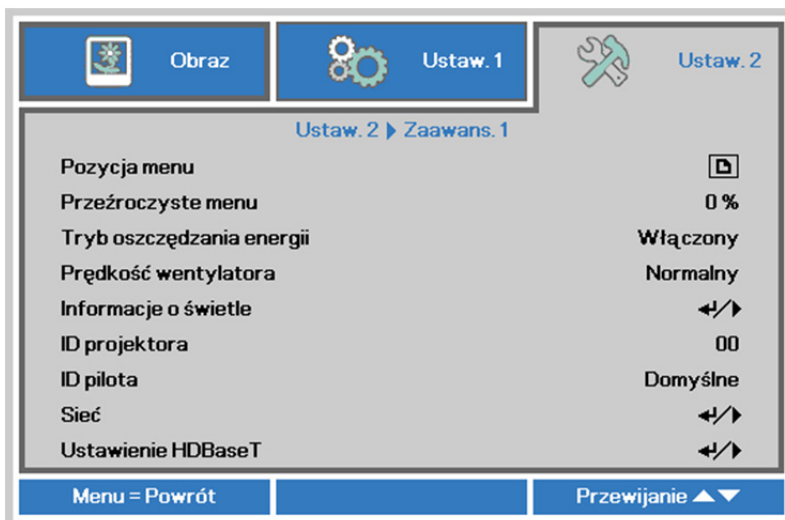 Obraz Ustaw. 1 Ustaw. 2
Ustaw. 2 Zaawans. 1
Pozycja menu
Przeźroczyste menu 0 %
Tryb oszczędzania energii Włączony
Prędkość wentylatora Normalny
Informacje o świetle
ID projektora 00
ID pilota Domyślne
Sieć
Ustawienie HDBaseT
Menu = Powrót Przewijanie